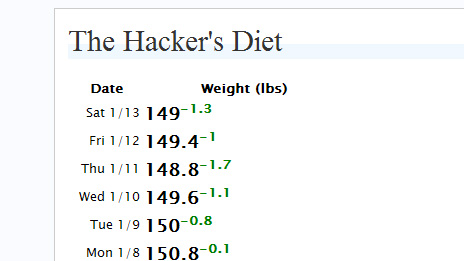 The Hacker's Diet
Date Weight (lbs)
Sat 1/13 149 -1.3
Fri 1/12 149.4 -1
Thu 1/11 148.8 -1.7
Wed 1/10 149.6 -1.1
Tue 1/9 150 -0.8
Mon 1/8 150.8 -0.1